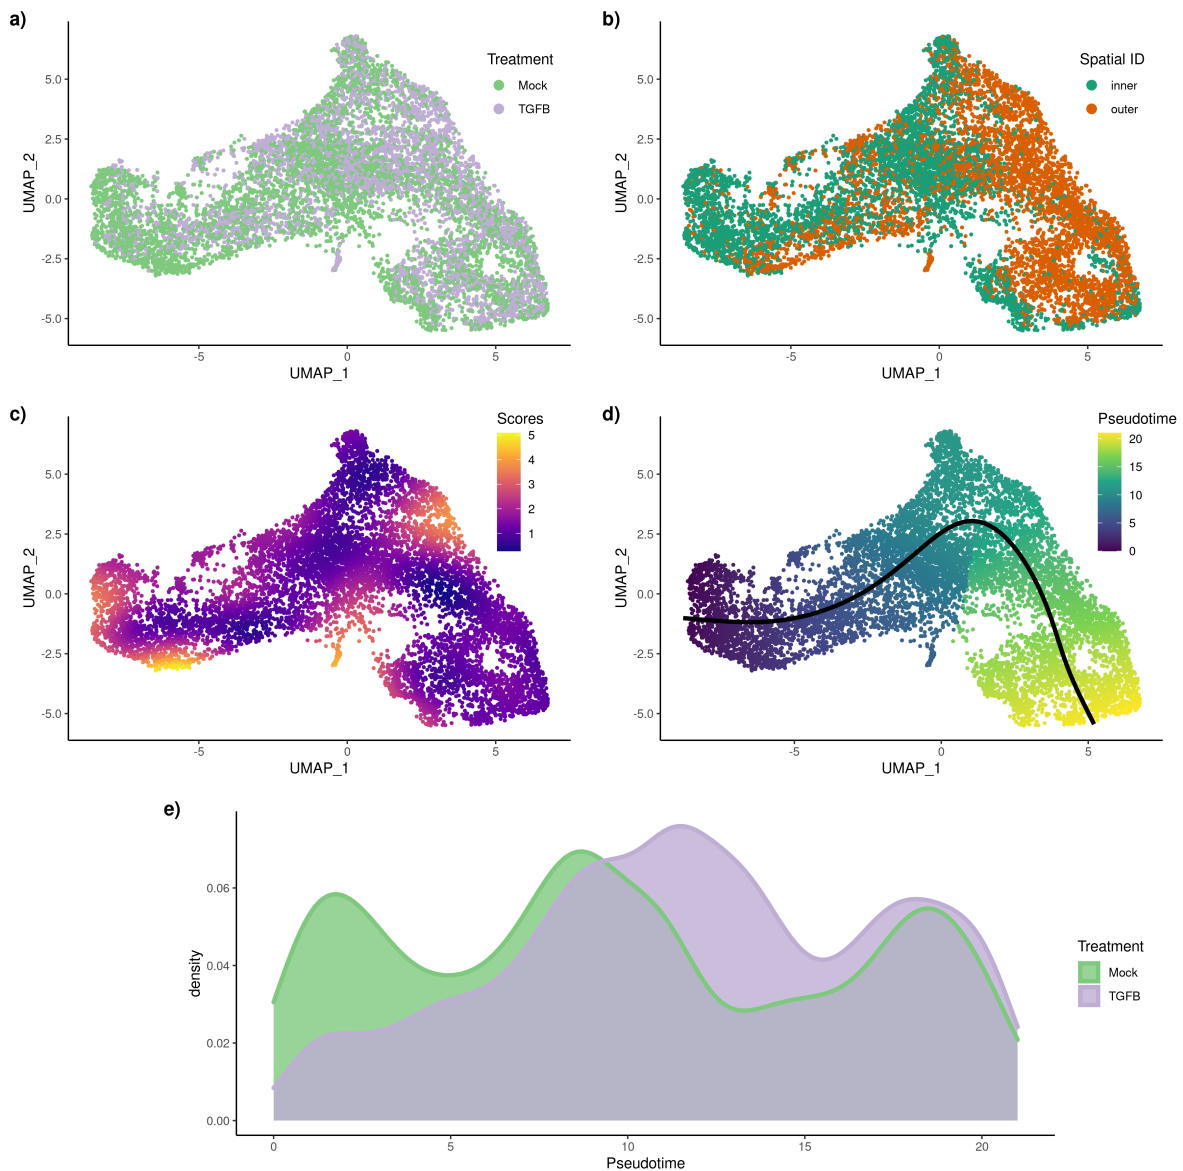 a)
Treatment
Mock
TGFB
5.0
2.5
0.0
-2.5
-5.0
UMAP_2
-5
0
5
UMAP_1
b)
Spatial ID
inner
outer
5.0
2.5
0.0
-2.5
-5.0
UMAP_2
-5
0
5
UMAP_1
c)
Scores
5
4
3
2
1
5.0
2.5
0.0
-2.5
-5.0
UMAP_2
-5
0
5
UMAP_1
d)
Pseudotime
20
15
10
5
0
5.0
2.5
0.0
-2.5
-5.0
UMAP_2
-5
0
5
UMAP_1
e)
0.06
0.04
0.02
0.00
density
0
5
10
15
20
Pseudotime
Treatment
Mock
TGFB